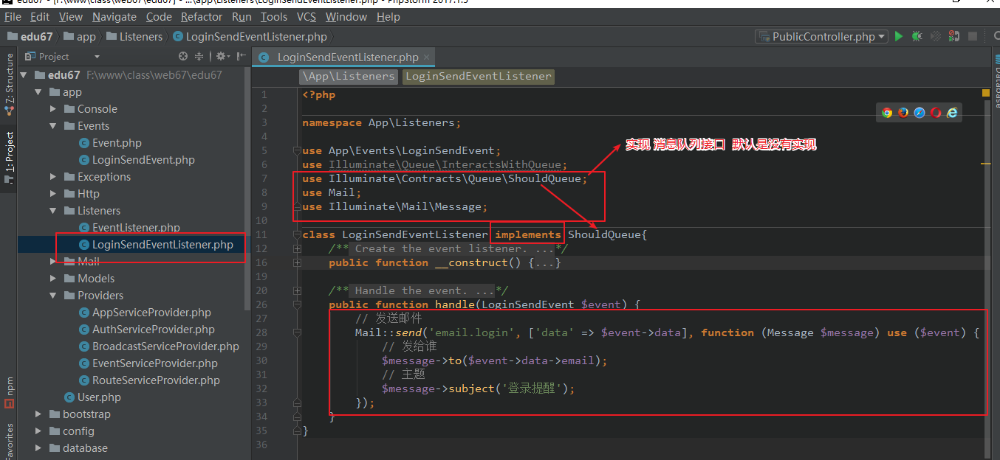 edu67 - [F:\www\class\web67\edu67] - ...\app\Listeners\LoginSendEventListener.php - PhpStorm 2017.1.5
File Edit View Navigate Code Refactor Run Tools VCS Window Help
edu67 app Listeners LoginSendEventListener.php PublicController.php
Project LoginSendEventListener.php
\App\Listeners LoginSendEventListener
7: Structure
1: Project
npm
Favorites
Database
edu67 F:\www\class\web67\edu67
app
Console
Events
Event.php
LoginSendEvent.php
Exceptions
Http
Listeners
EventListener.php
LoginSendEventListener.php
Mail
Models
Providers
AppServiceProvider.php
AuthServiceProvider.php
BroadcastServiceProvider.php
EventServiceProvider.php
RouteServiceProvider.php
User.php
bootstrap
config
database
1 <?php
2
3 namespace App\Listeners;
4
5 use App\Events\LoginSendEvent;
6 use Illuminate\Queue\InteractsWithQueue;
7 use Illuminate\Contracts\Queue\ShouldQueue;
8 use Mail;
9 use Illuminate\Mail\Message;
10
11 class LoginSendEventListener implements ShouldQueue{
12 /** Create the event listener. ...*/
16 public function __construct() {...}
19
20 /** Handle the event. ...*/
26 public function handle(LoginSendEvent $event) {
27 // 发送邮件
28 Mail::send('email.login', ['data' => $event->data], function (Message $message) use ($event) {
29 // 发给谁
30 $message->to($event->data->email);
31 // 主题
32 $message->subject('登录提醒');
33 });
34 }
35 }
36
实现 消息队列接口 默认是没有实现